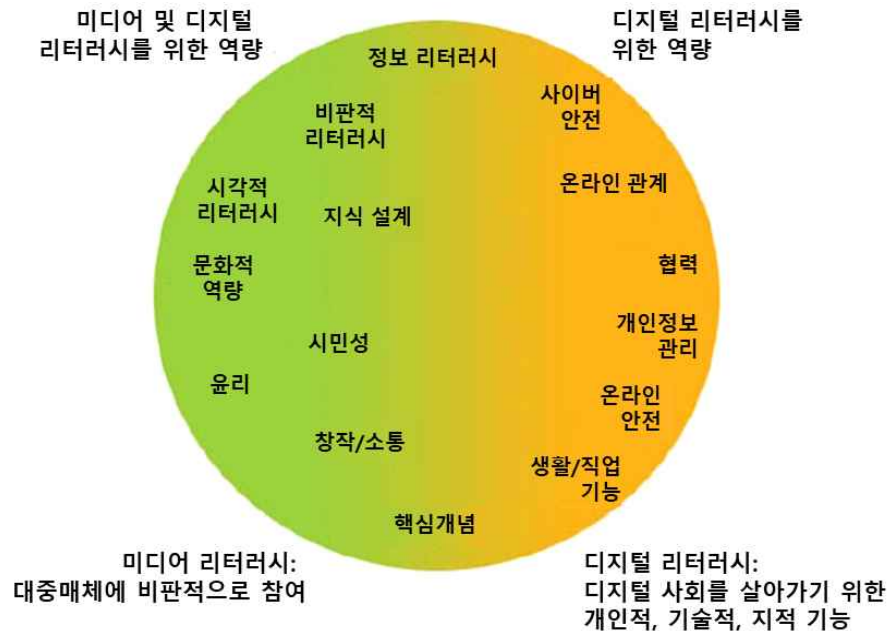 미디어 및 디지털
리터러시를 위한 역량
디지털 리터러시를
위한 역량
정보 리터러시
사이버
안전
비판적
리터러시
온라인 관계
시각적
리터러시
지식 설계
문화적
역량
협력
개인정보
관리
시민성
윤리
온라인
안전
창작/소통
생활/직업
기능
핵심개념
미디어 리터러시:
대중매체에 비판적으로 참여
디지털 리터러시:
디지털 사회를 살아가기 위한
개인적, 기술적, 지적 기능